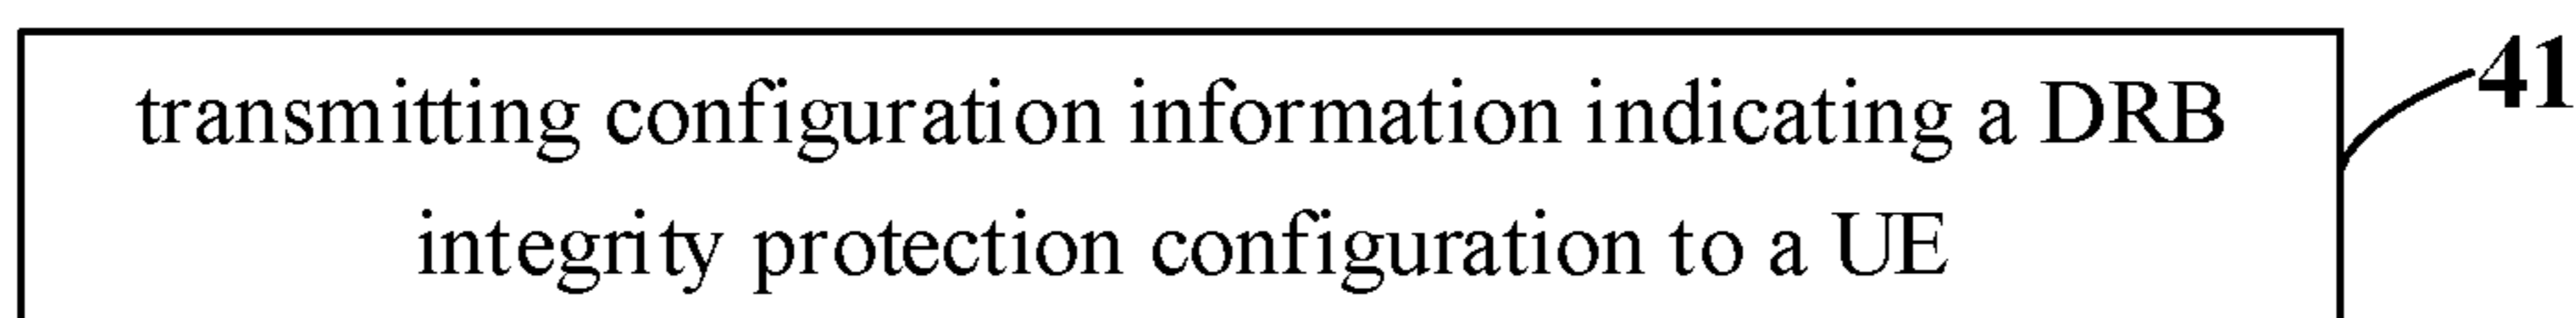 transmitting configuration information indicating a DRB
integrity protection configuration to a UE
41